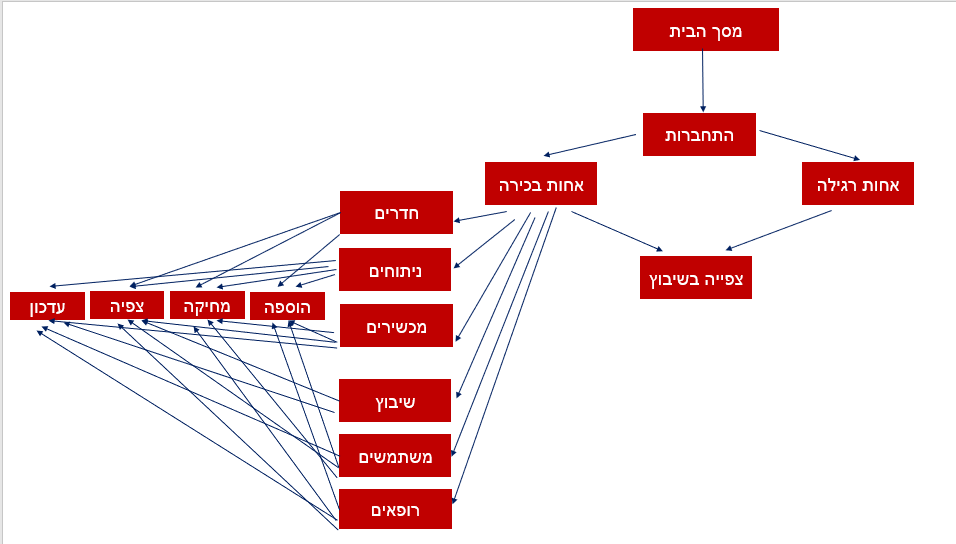 מסך הבית
התחברות
אחות רגילה
אחות בכירה
צפייה בשיבוץ
חדרים
ניתוחים
מכשירים
שיבוץ
משתמשים
רופאים
הוספה
מחיקה
צפיה
עדכון